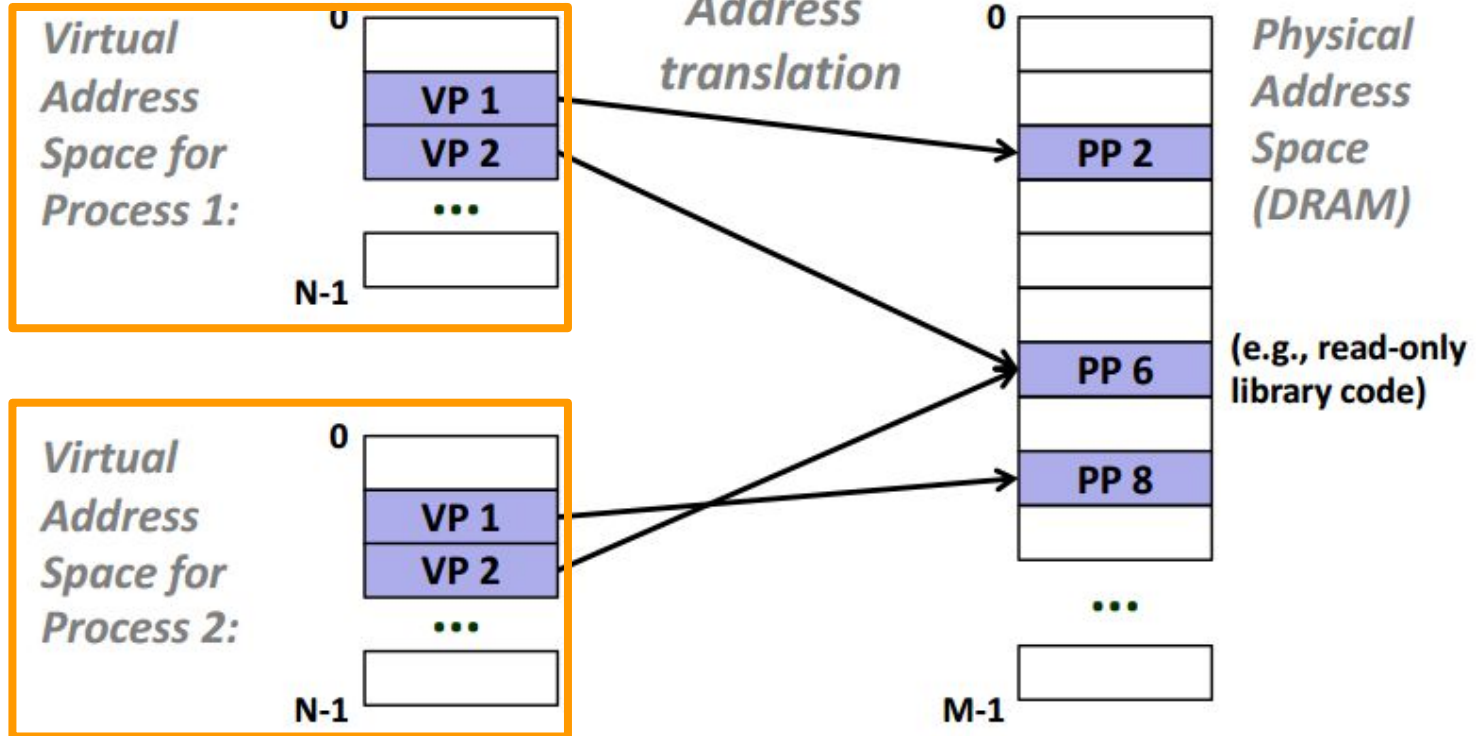 Virtual
Address
Space for
Process 1:
0
VP 1
VP 2
...
N-1
Address
translation
0
PP 2
PP 6
PP 8
...
M-1
Physical
Address
Space
(DRAM)
(e.g., read-only
library code)
Virtual
Address
Space for
Process 2:
0
VP 1
VP 2
...
N-1